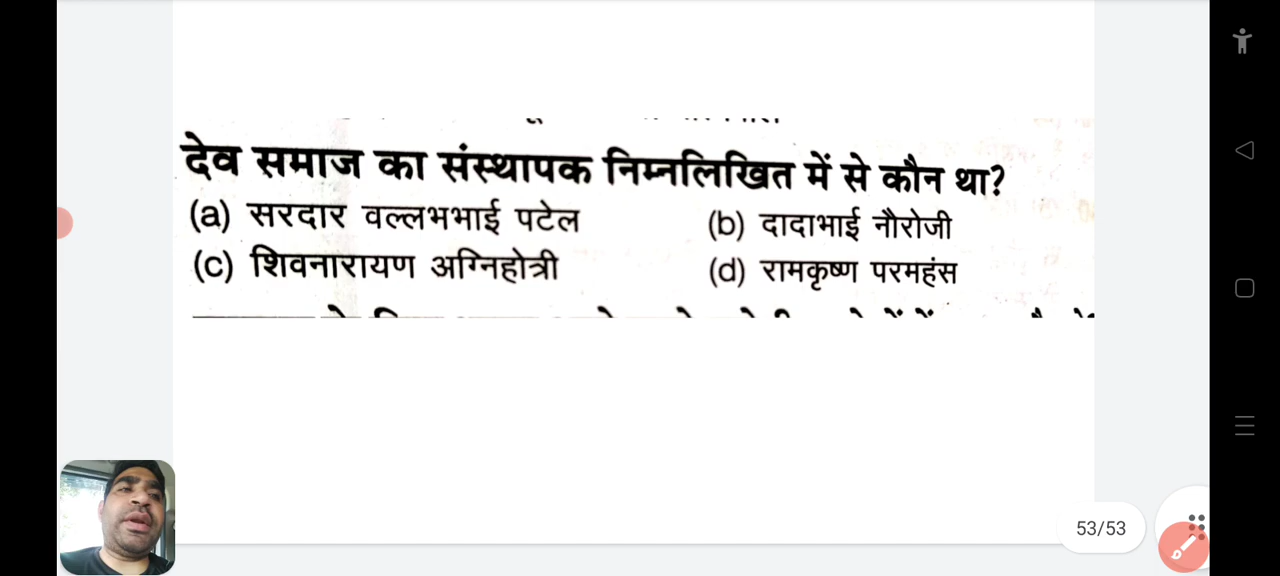 देव समाज का संस्थापक निम्नलिखित में से कौन था?
(a) सरदार वल्लभभाई पटेल (b) दादाभाई नौरोजी
(c) शिवनारायण अग्निहोत्री (d) रामकृष्ण परमहंस
53/53